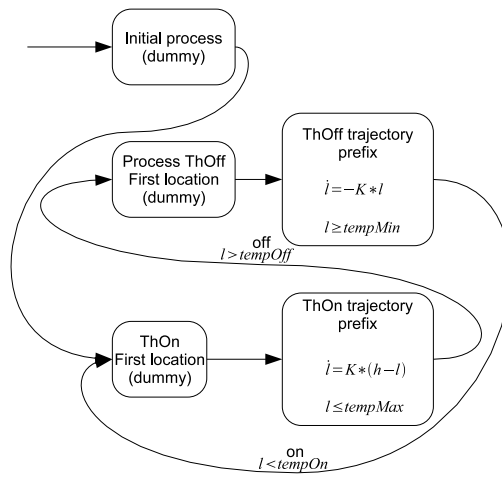 Initial process
(dummy)
Process ThOff
First location
(dummy)
ThOff trajectory
prefix
l̇=−K∗l
l≥tempMin
off
l>tempOff
ThOn
First location
(dummy)
ThOn trajectory
prefix
l̇=K∗(h−l)
l≤tempMax
on
l<tempOn